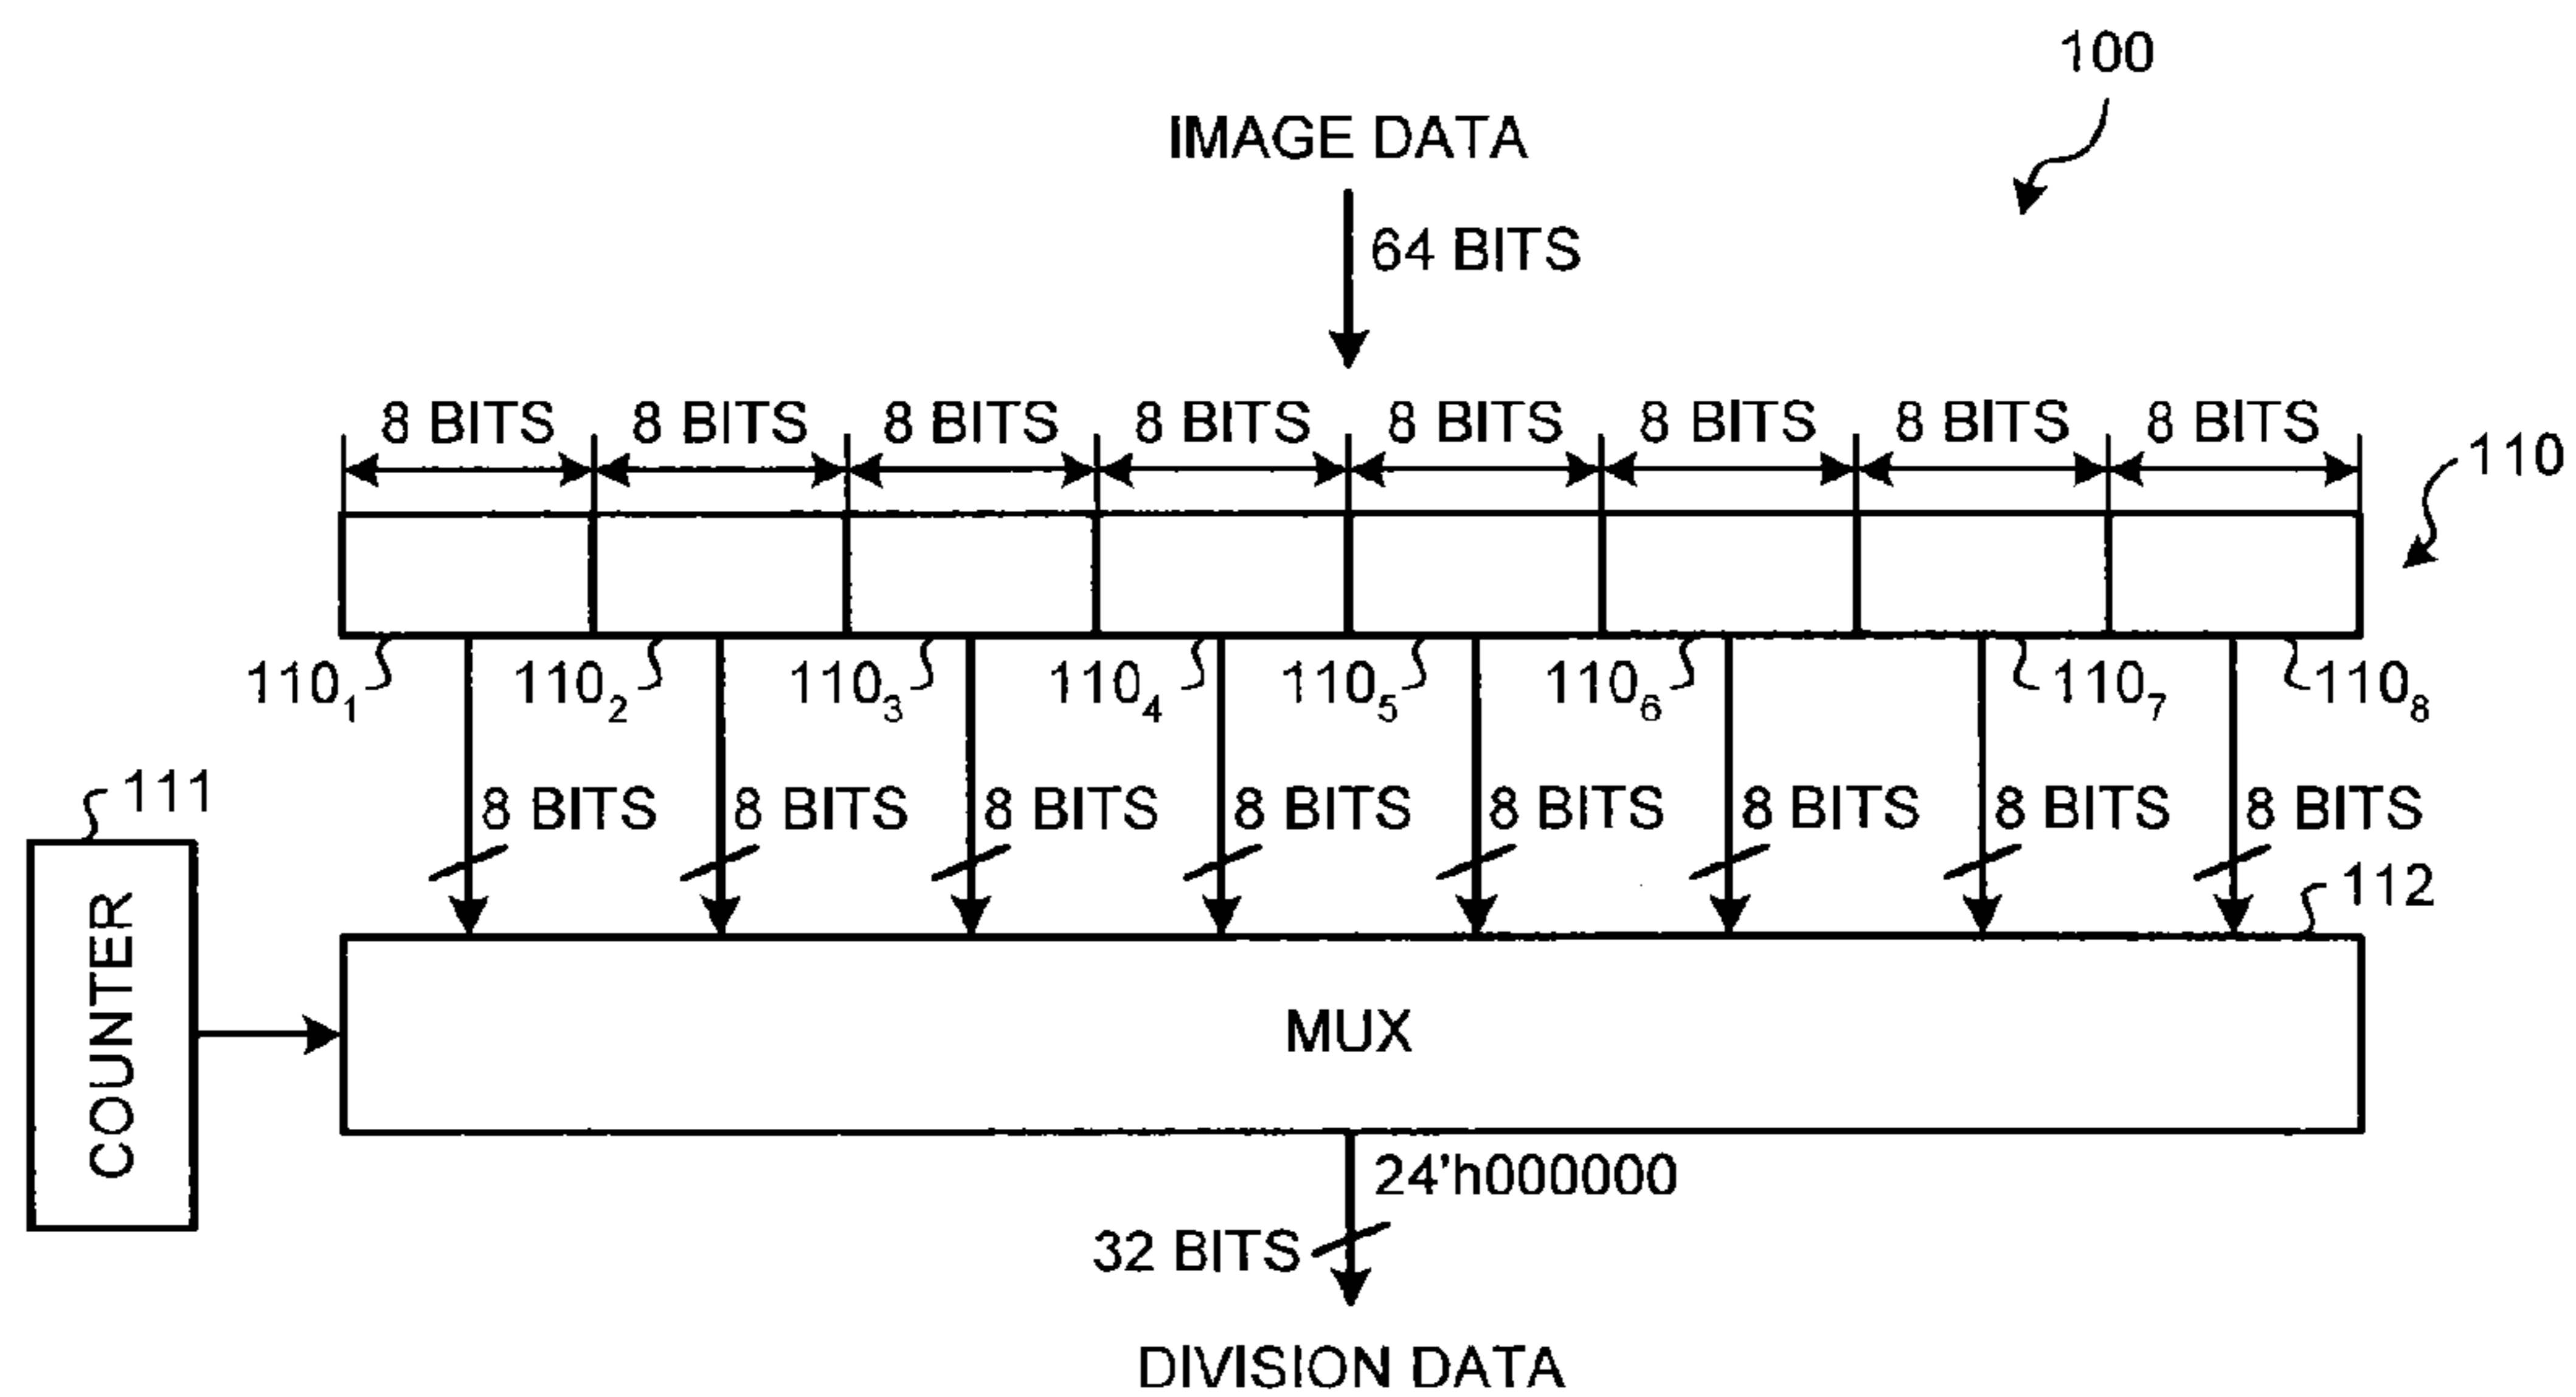 100
IMAGE DATA
64 BITS
8 BITS 8 BITS 8 BITS 8 BITS 8 BITS 8 BITS 8 BITS 8 BITS
110
110₁ 110₂ 110₃ 110₄ 110₅ 110₆ 110₇ 110₈
111
8 BITS 8 BITS 8 BITS 8 BITS 8 BITS 8 BITS 8 BITS 8 BITS
112
COUNTER
MUX
24'h000000
32 BITS
DIVISION DATA